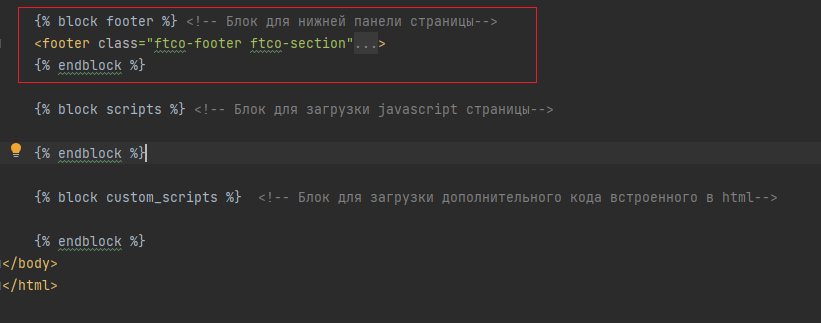 {% block footer %} <!-- Блок для нижней панели страницы-->
<footer class="ftco-footer ftco-section"...>
{% endblock %}
{% block scripts %} <!-- Блок для загрузки javascript страницы-->
{% endblock %}
{% block custom_scripts %}  <!-- Блок для загрузки дополнительного кода встроенного в html-->
{% endblock %}
</body>
</html>